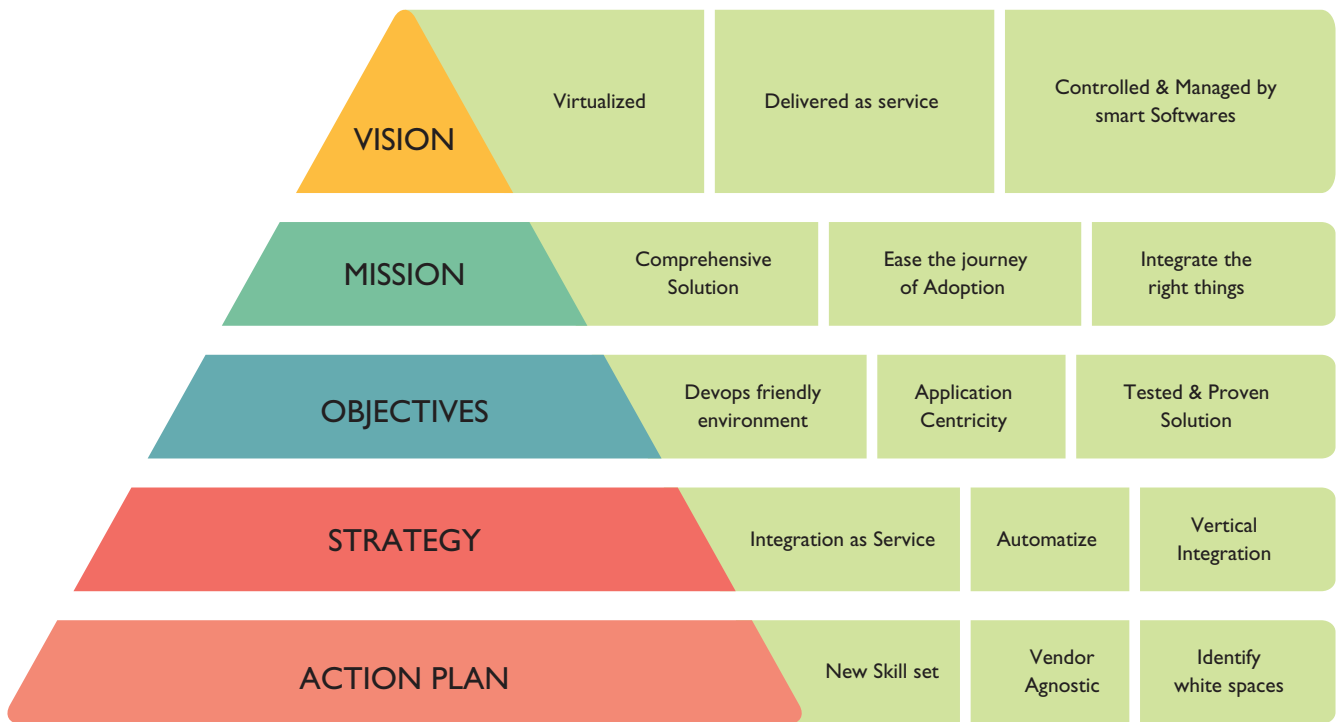 VISION
Virtualized
Delivered as service
Controlled & Managed by
smart Softwares
MISSION
Comprehensive
Solution
Ease the journey
of Adoption
Integrate the
right things
OBJECTIVES
Devops friendly
environment
Application
Centricity
Tested & Proven
Solution
STRATEGY
Integration as Service
Automatize
Vertical
Integration
ACTION PLAN
New Skill set
Vendor
Agnostic
Identify
white spaces